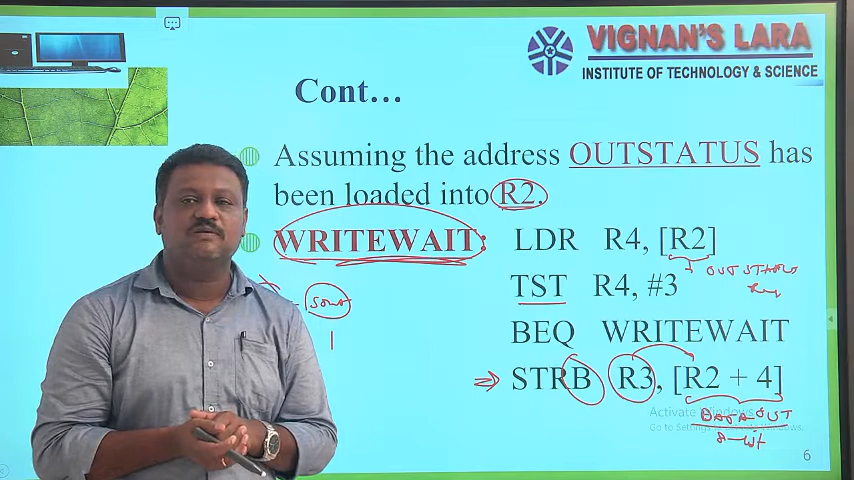 VIGNAN'S LARA
INSTITUTE OF TECHNOLOGY & SCIENCE
Cont…
Assuming the address OUTSTATUS has
been loaded into R2.
WRITEWAIT: LDR R4, [R2]
TST R4, #3
BEQ WRITEWAIT
STRB R3, [R2 + 4]
DATAOUT
Activate Windows
Go to Settings to activate Windows.
6